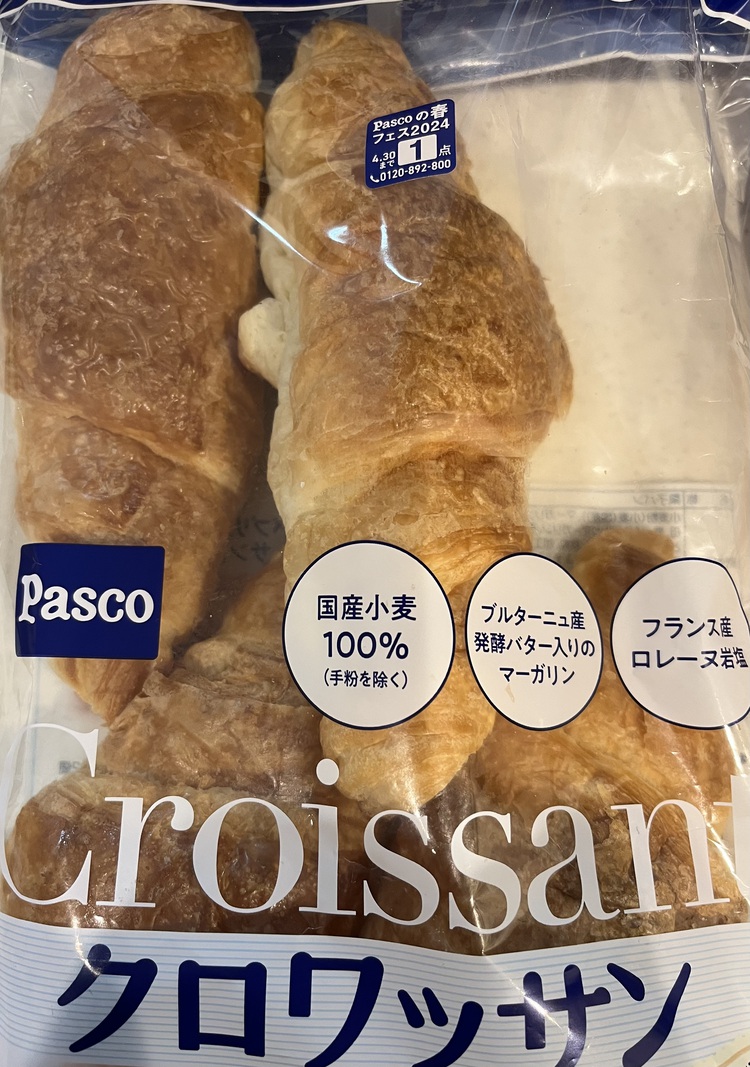 Pascoの春
フェス2024
4.30
まで
1
点
0120-892-800
Pasco
国産小麦
100%
(手粉を除く)
ブルターニュ産
発酵バター入りの
マーガリン
フランス産
ロレーヌ岩塩
Croissant
クロワッサン